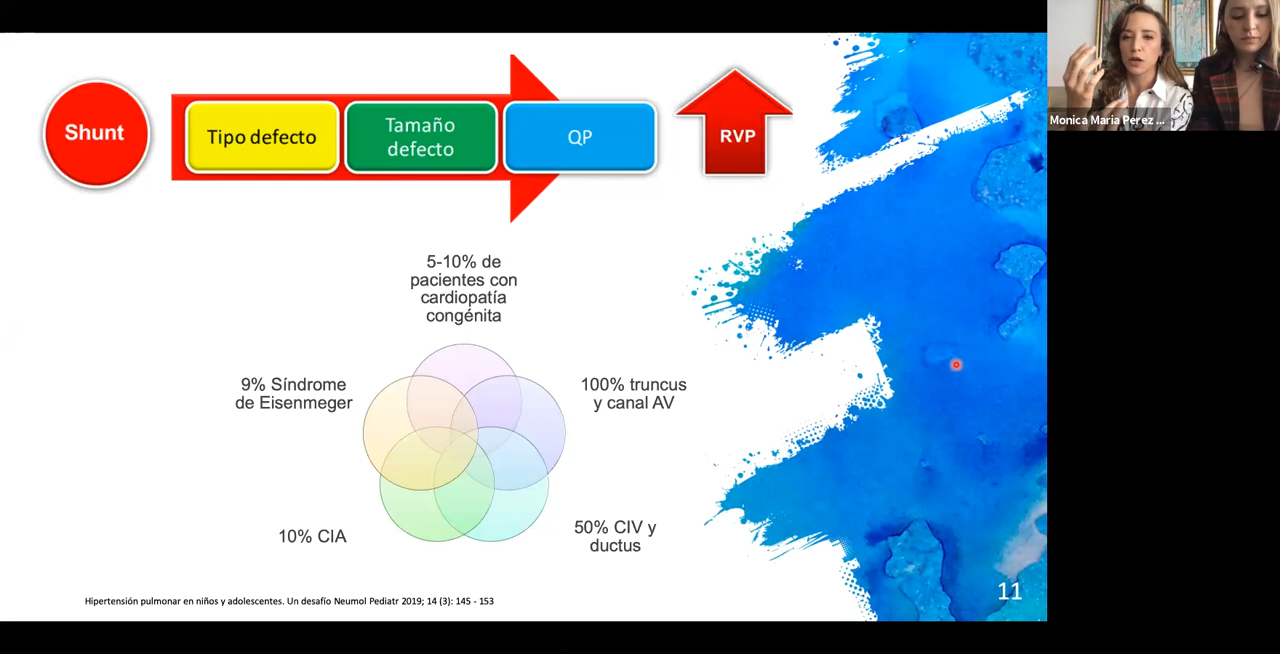 Shunt
Tipo defecto
Tamaño
defecto
QP
RVP
Monica Maria Perez ...
5-10% de
pacientes con
cardiopatía
congénita
9% Síndrome
de Eisenmeger
100% truncus
y canal AV
10% CIA
50% CIV y
ductus
Hipertensión pulmonar en niños y adolescentes. Un desafío Neumol Pediatr 2019; 14 (3): 145 - 153
11